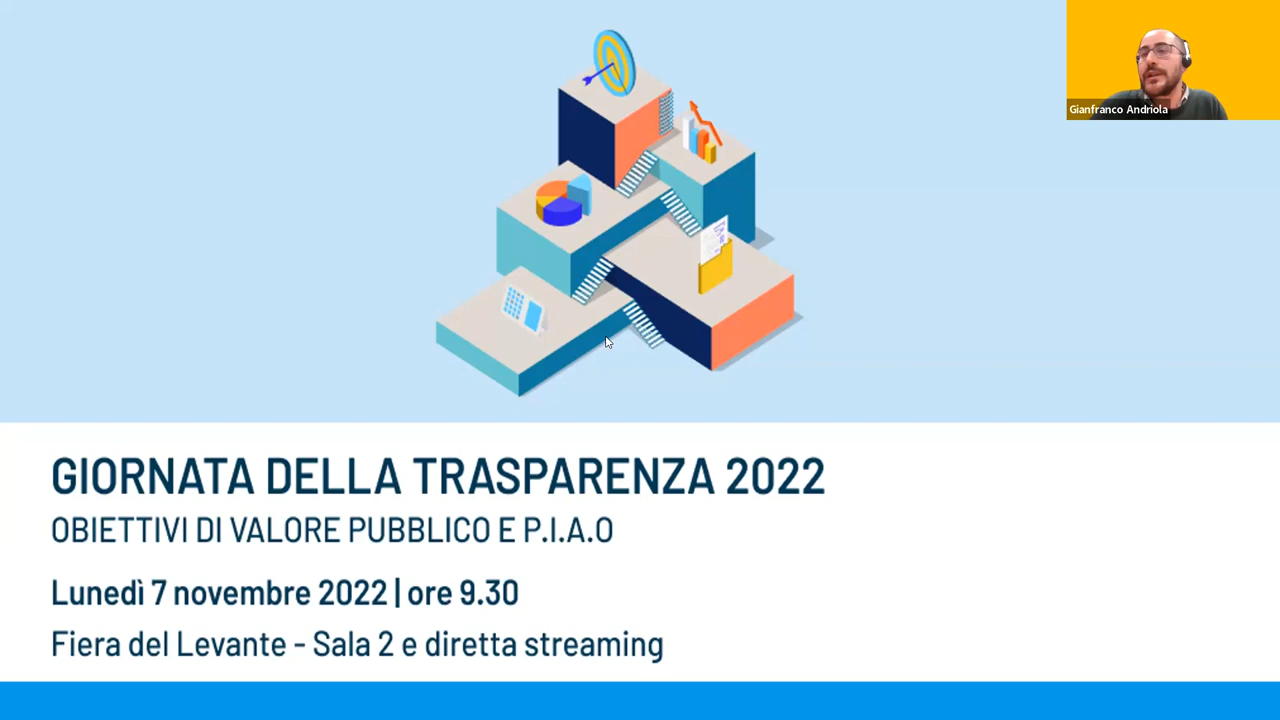 Gianfranco Andriola
GIORNATA DELLA TRASPARENZA 2022
OBIETTIVI DI VALORE PUBBLICO E P.I.A.O
Lunedì 7 novembre 2022 | ore 9.30
Fiera del Levante - Sala 2 e diretta streaming